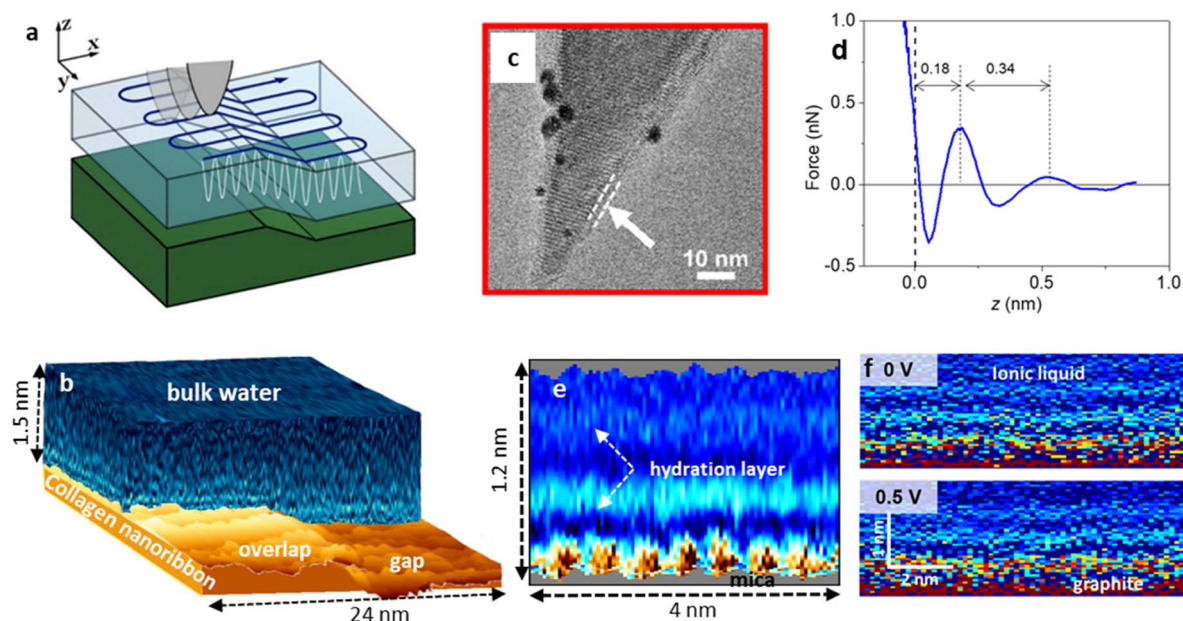 a
z
x
y
c
10 nm
d
0.18
0.34
Force (nN)
1.0
0.5
0.0
-0.5
0.0
0.5
1.0
z (nm)
b
bulk water
1.5 nm
Collagen nanoribbon
overlap
gap
24 nm
e
hydration layer
1.2 nm
mica
4 nm
f
0 V
Ionic liquid
0.5 V
1 nm
2 nm
graphite